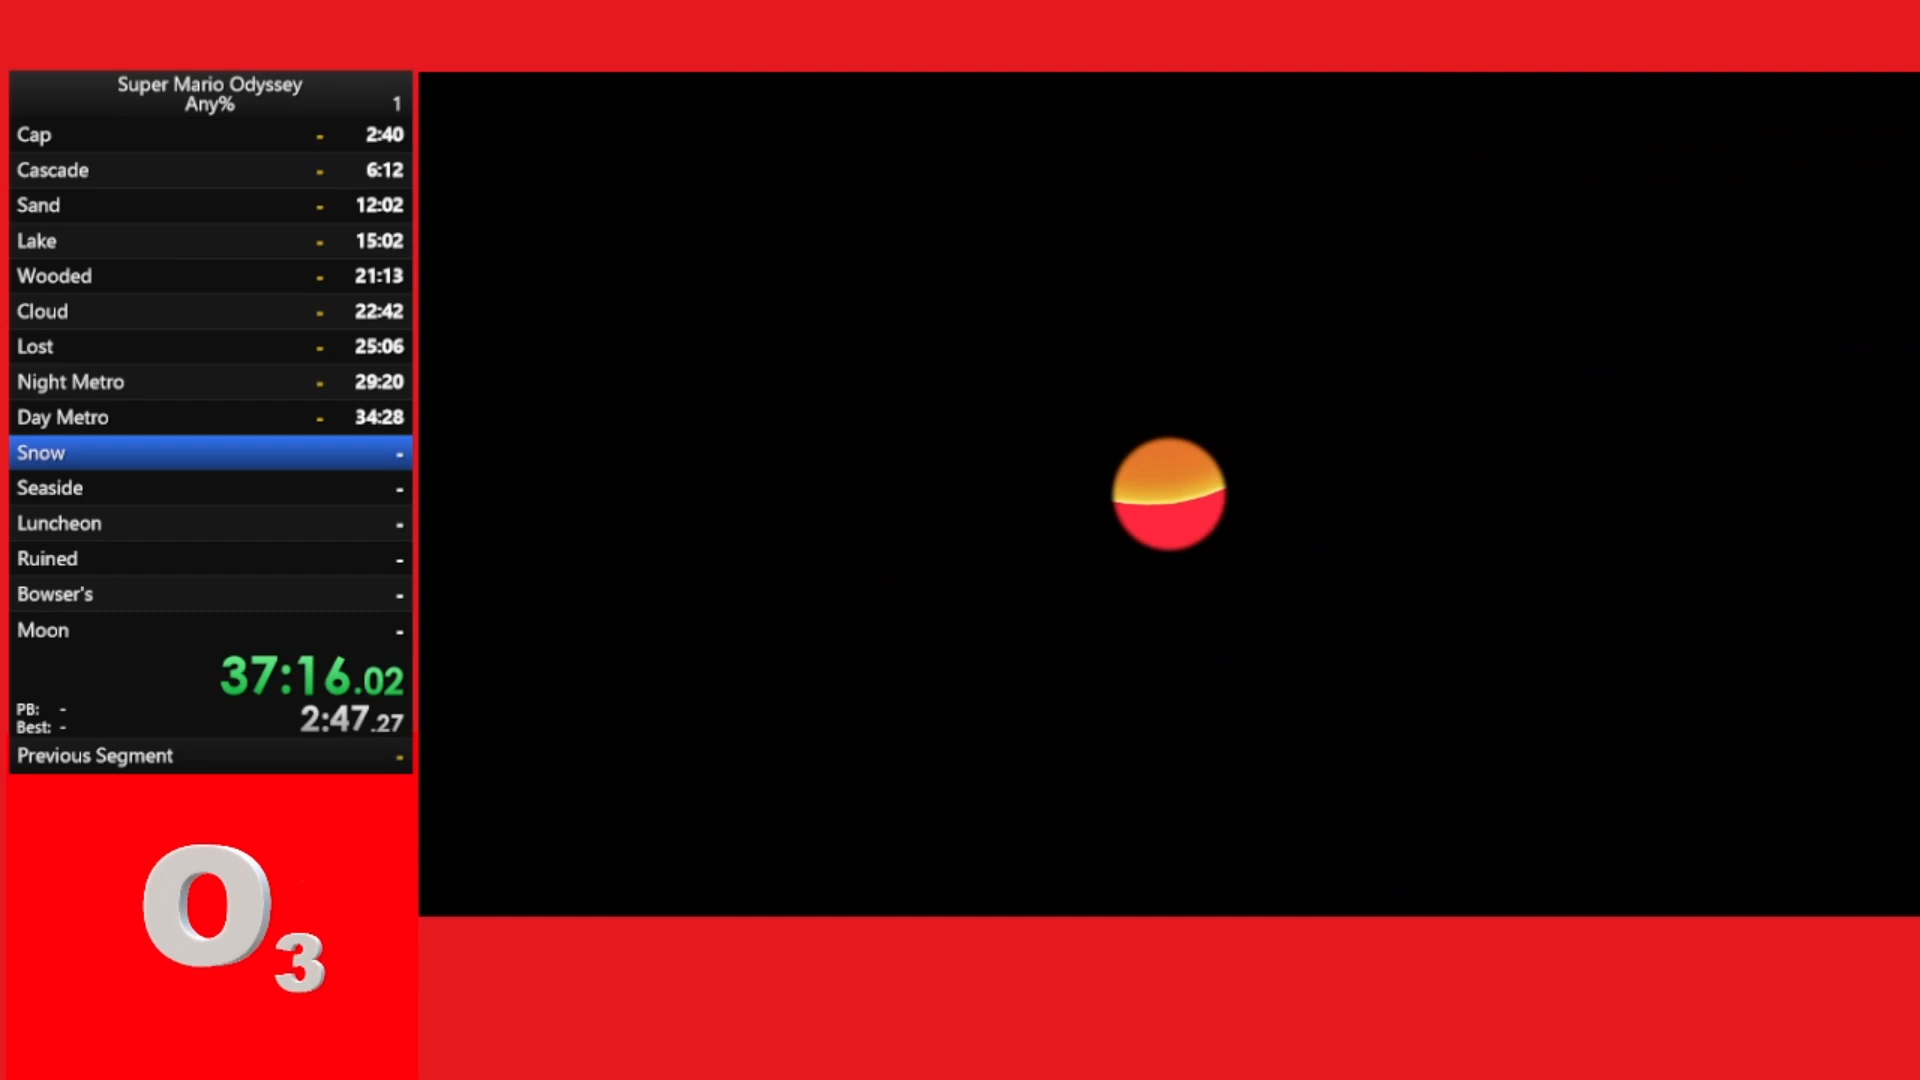 Super Mario Odyssey
Any% 1
Cap - 2:40
Cascade - 6:12
Sand - 12:02
Lake - 15:02
Wooded - 21:13
Cloud - 22:42
Lost - 25:06
Night Metro - 29:20
Day Metro - 34:28
Snow -
Seaside -
Luncheon -
Ruined -
Bowser's -
Moon -
37:16.02
PB: -
Best: - 2:47.27
Previous Segment -
O3